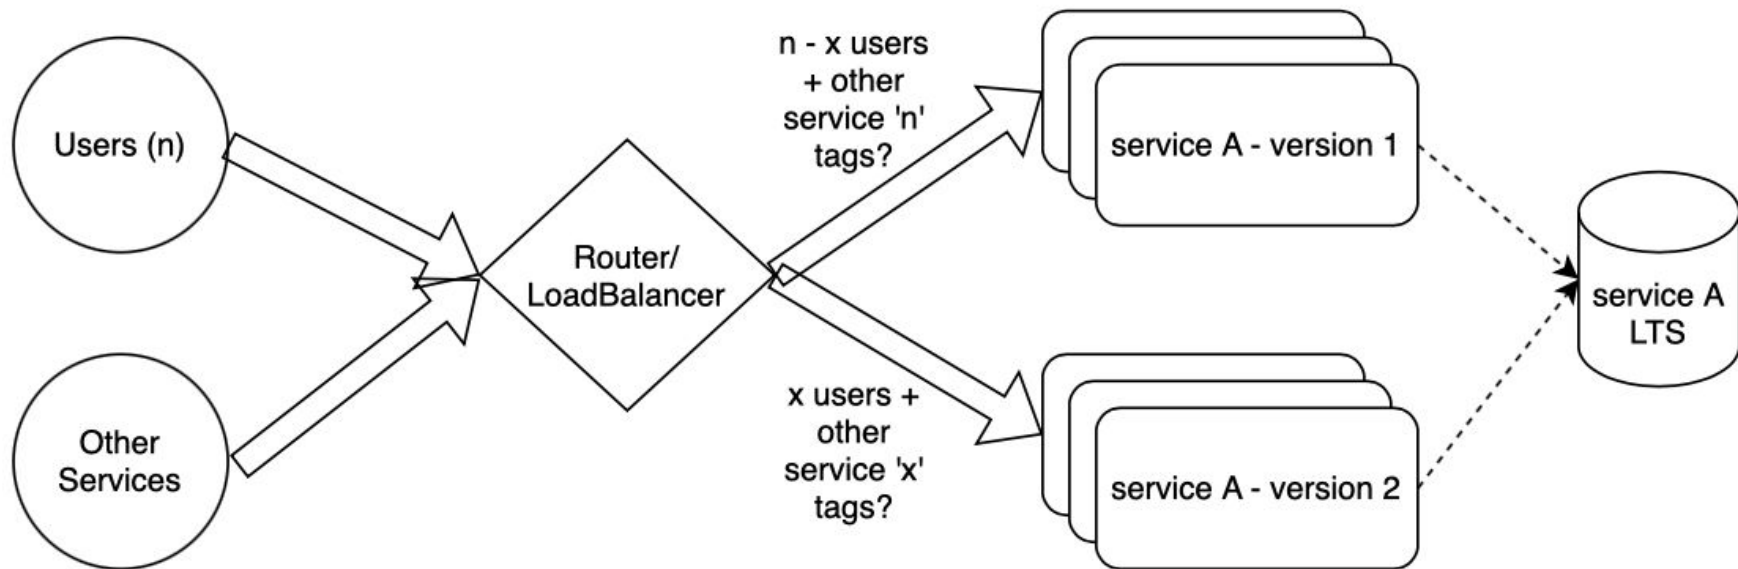 Users (n)
Other
Services
Router/
LoadBalancer
n - x users
+ other
service 'n'
tags?
x users +
other
service 'x'
tags?
service A - version 1
service A - version 2
service A
LTS